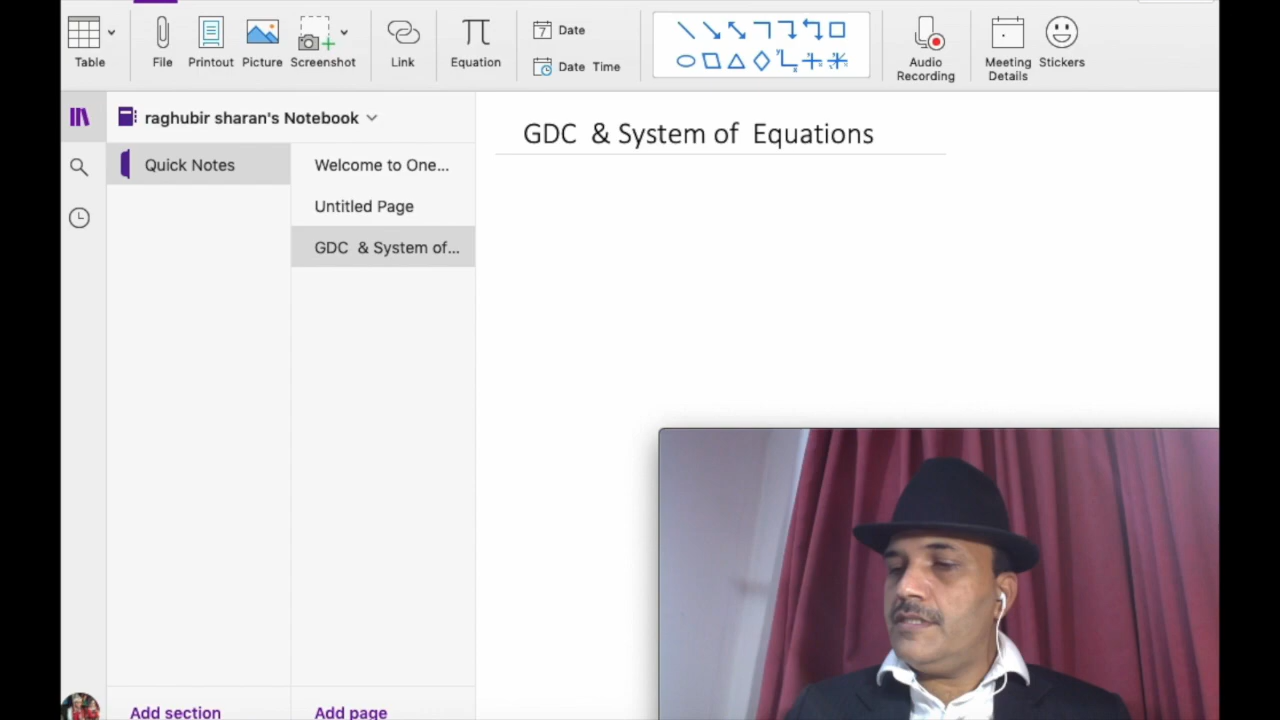 Table
File
Printout
Picture
Screenshot
Link
Equation
7 Date
Date Time
Audio
Recording
Meeting
Details
Stickers
raghubir sharan's Notebook
Quick Notes
Welcome to One...
Untitled Page
GDC & System of...
GDC & System of Equations
Add section
Add page